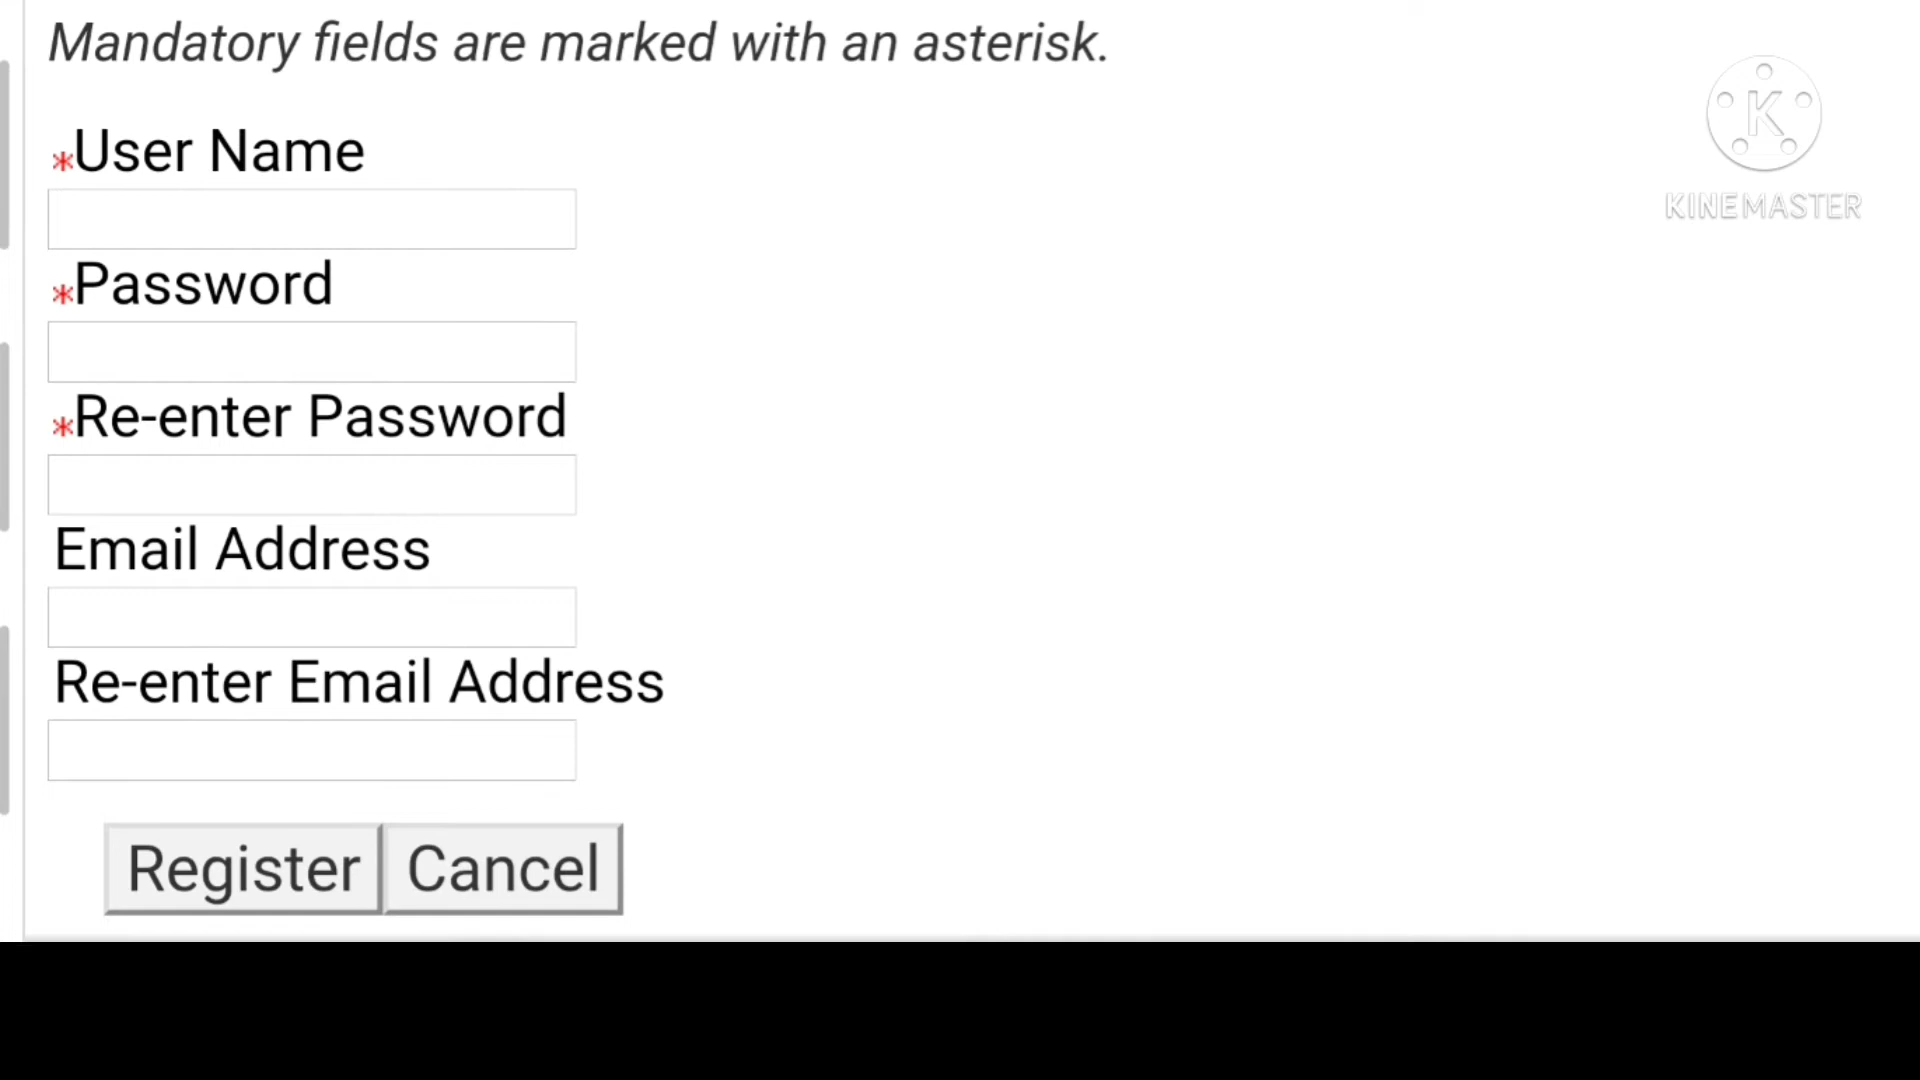 Mandatory fields are marked with an asterisk.
*User Name
*Password
*Re-enter Password
Email Address
Re-enter Email Address
Register Cancel
K
KINEMASTER